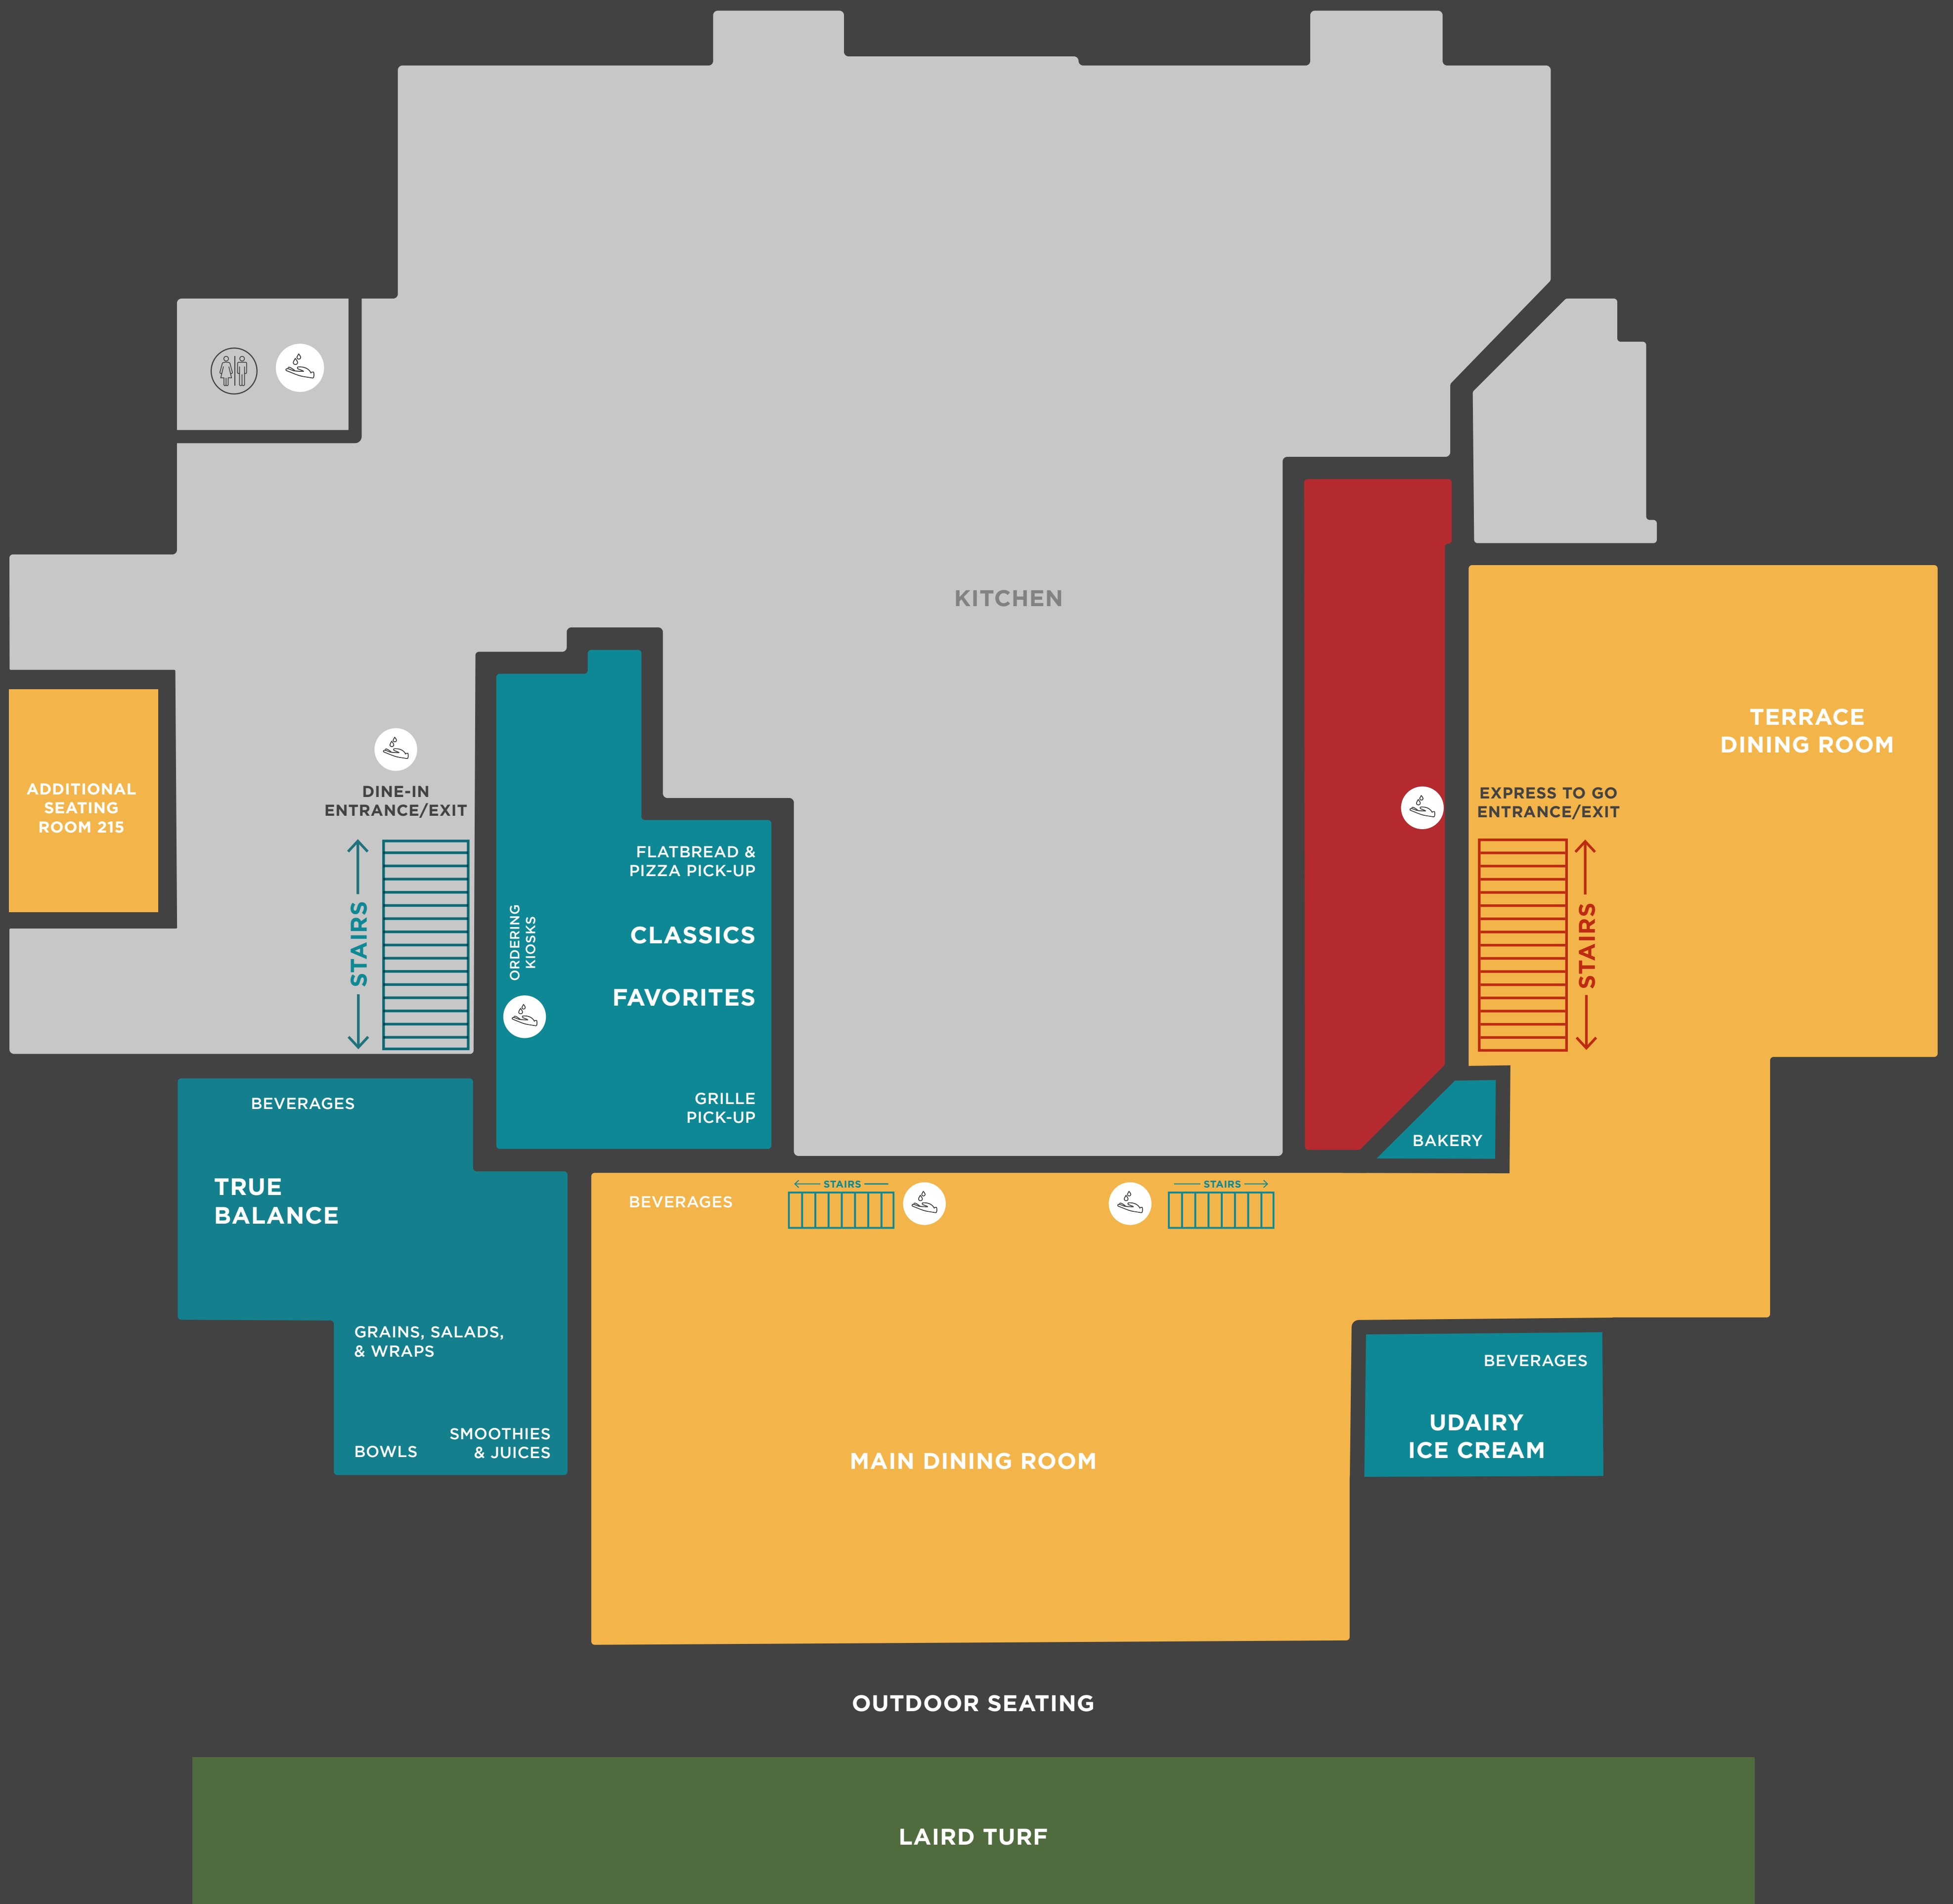 KITCHEN
TERRACE
DINING ROOM
ADDITIONAL
SEATING
ROOM 215
DINE-IN
ENTRANCE/EXIT
STAIRS
EXPRESS TO GO
ENTRANCE/EXIT
STAIRS
FLATBREAD &
PIZZA PICK-UP
CLASSICS
FAVORITES
ORDERING
KIOSKS
GRILLE
PICK-UP
BEVERAGES
TRUE
BALANCE
GRAINS, SALADS,
& WRAPS
BOWLS
SMOOTHIES
& JUICES
BAKERY
BEVERAGES
STAIRS
STAIRS
MAIN DINING ROOM
BEVERAGES
UDAIRY
ICE CREAM
OUTDOOR SEATING
LAIRD TURF